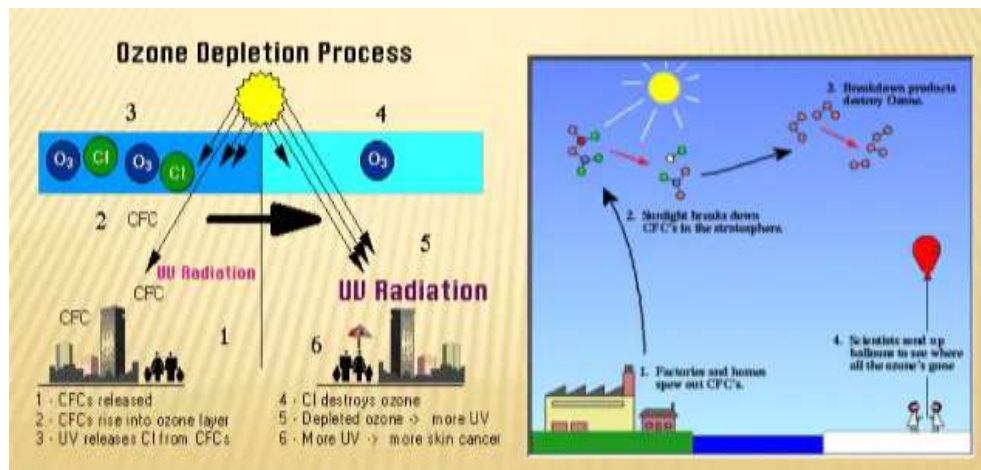 Ozone Depletion Process
3
4
O3
Cl
O3
Cl
O3
2
CFC
5
UV Radiation
CFC
UV Radiation
CFC
1
6
1 - CFCs released
2 - CFCs rise into ozone layer
3 - UV releases Cl from CFCs
4 - Cl destroys ozone
5 - Depleted ozone -> more UV
6 - More UV -> more skin cancer
3. Breakdown products
destroy Ozone.
2. Sunlight breaks down
CFC's in the stratosphere.
1. Factories and homes
spew out CFC's.
4. Scientists send up
balloons to see where
all the ozone's gone